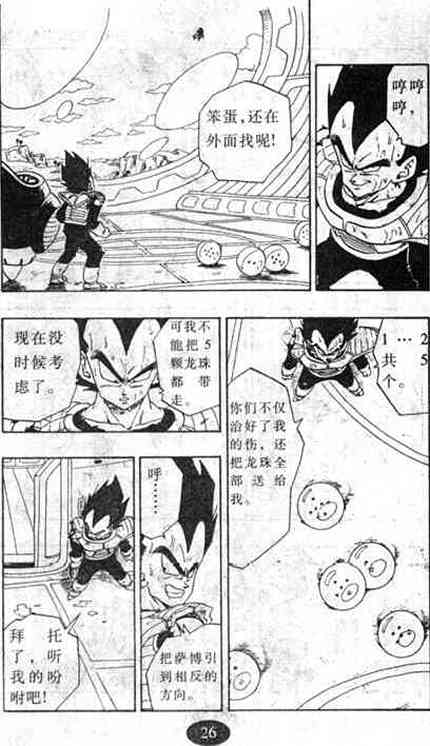 哼哼
哼，
笨蛋，还在
外面找呢！
1…2
共5
个。
你们不仅
治好了我
的伤，还
把龙珠全
部送给
我。
可我不
能把5
颗龙珠
都带
走。
现在没
时候考
虑了。
呼……
把萨博引
到相反的
方向。
拜托
了，听
我的吩
咐吧！
26